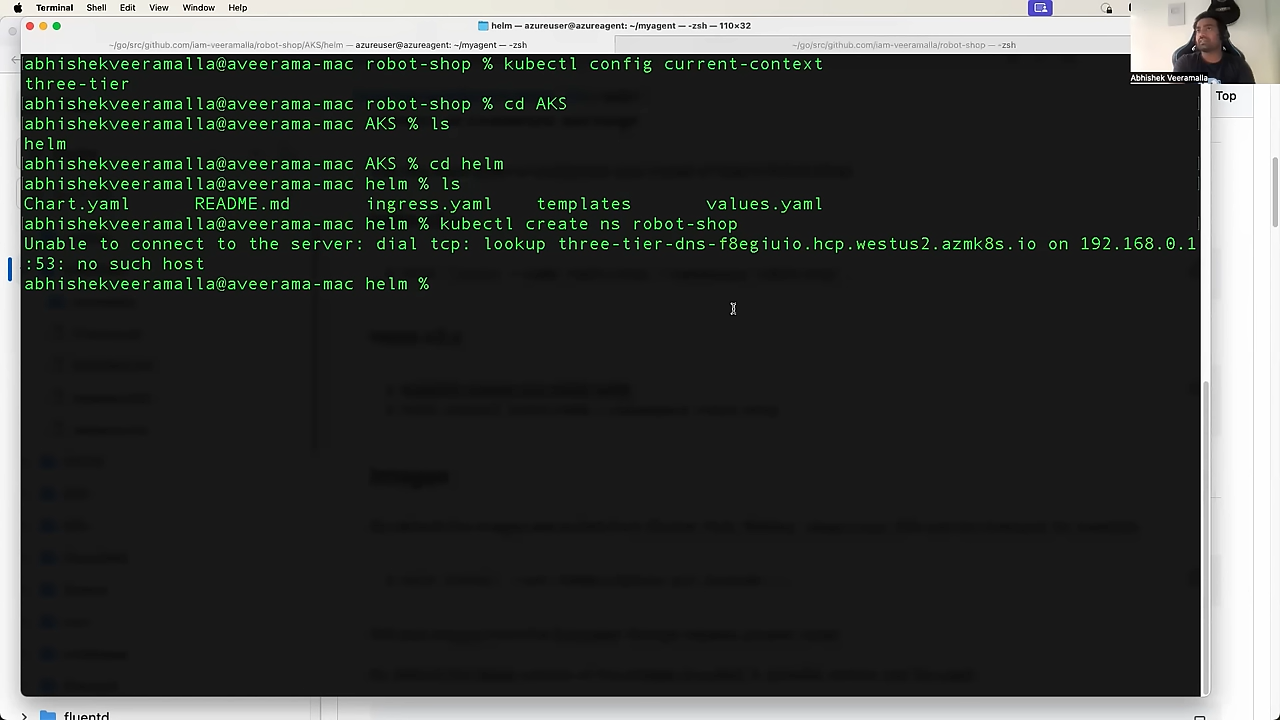 Terminal Shell Edit View Window Help
helm — azureuser@azureagent: ~/myagent — -zsh — 110×32
~/go/src/github.com/iam-veeramalla/robot-shop/AKS/helm — azureuser@azureagent: ~/myagent — -zsh
~/go/src/github.com/iam-veeramalla/robot-shop — -zsh
Abhishek Veeramalla
Top
abhishekveeramalla@aveerama-mac robot-shop % kubectl config current-context
three-tier
abhishekveeramalla@aveerama-mac robot-shop % cd AKS
abhishekveeramalla@aveerama-mac AKS % ls
helm
abhishekveeramalla@aveerama-mac AKS % cd helm
abhishekveeramalla@aveerama-mac helm % ls
Chart.yaml README.md ingress.yaml templates values.yaml
abhishekveeramalla@aveerama-mac helm % kubectl create ns robot-shop
Unable to connect to the server: dial tcp: lookup three-tier-dns-f8egiuio.hcp.westus2.azmk8s.io on 192.168.0.1
:53: no such host
abhishekveeramalla@aveerama-mac helm %
fluentd